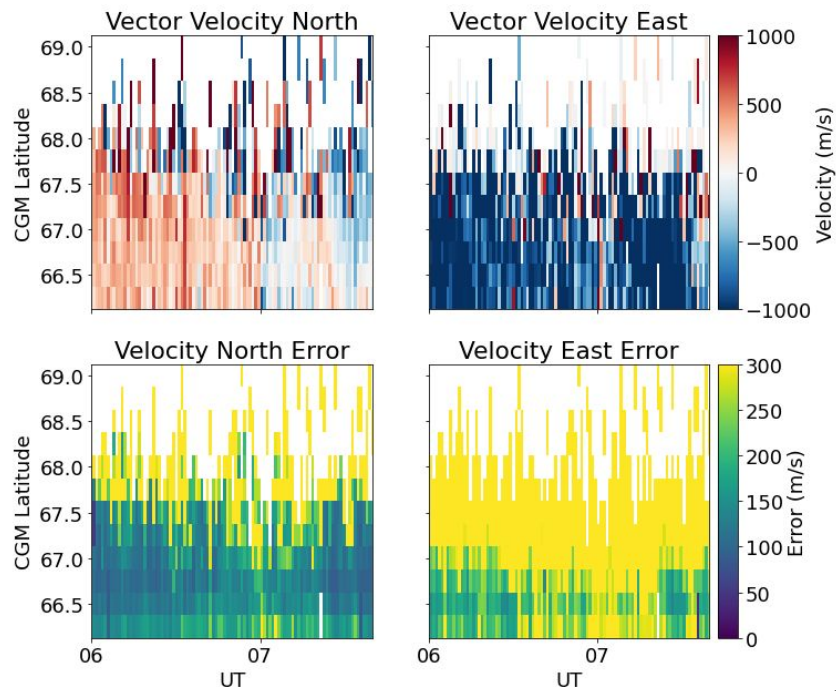 Vector Velocity North
Vector Velocity East
69.0
68.5
68.0
67.5
67.0
66.5
CGM Latitude
1000
500
0
−500
−1000
Velocity (m/s)
Velocity North Error
Velocity East Error
69.0
68.5
68.0
67.5
67.0
66.5
CGM Latitude
300
250
200
150
100
50
0
Error (m/s)
06
07
06
07
UT
UT